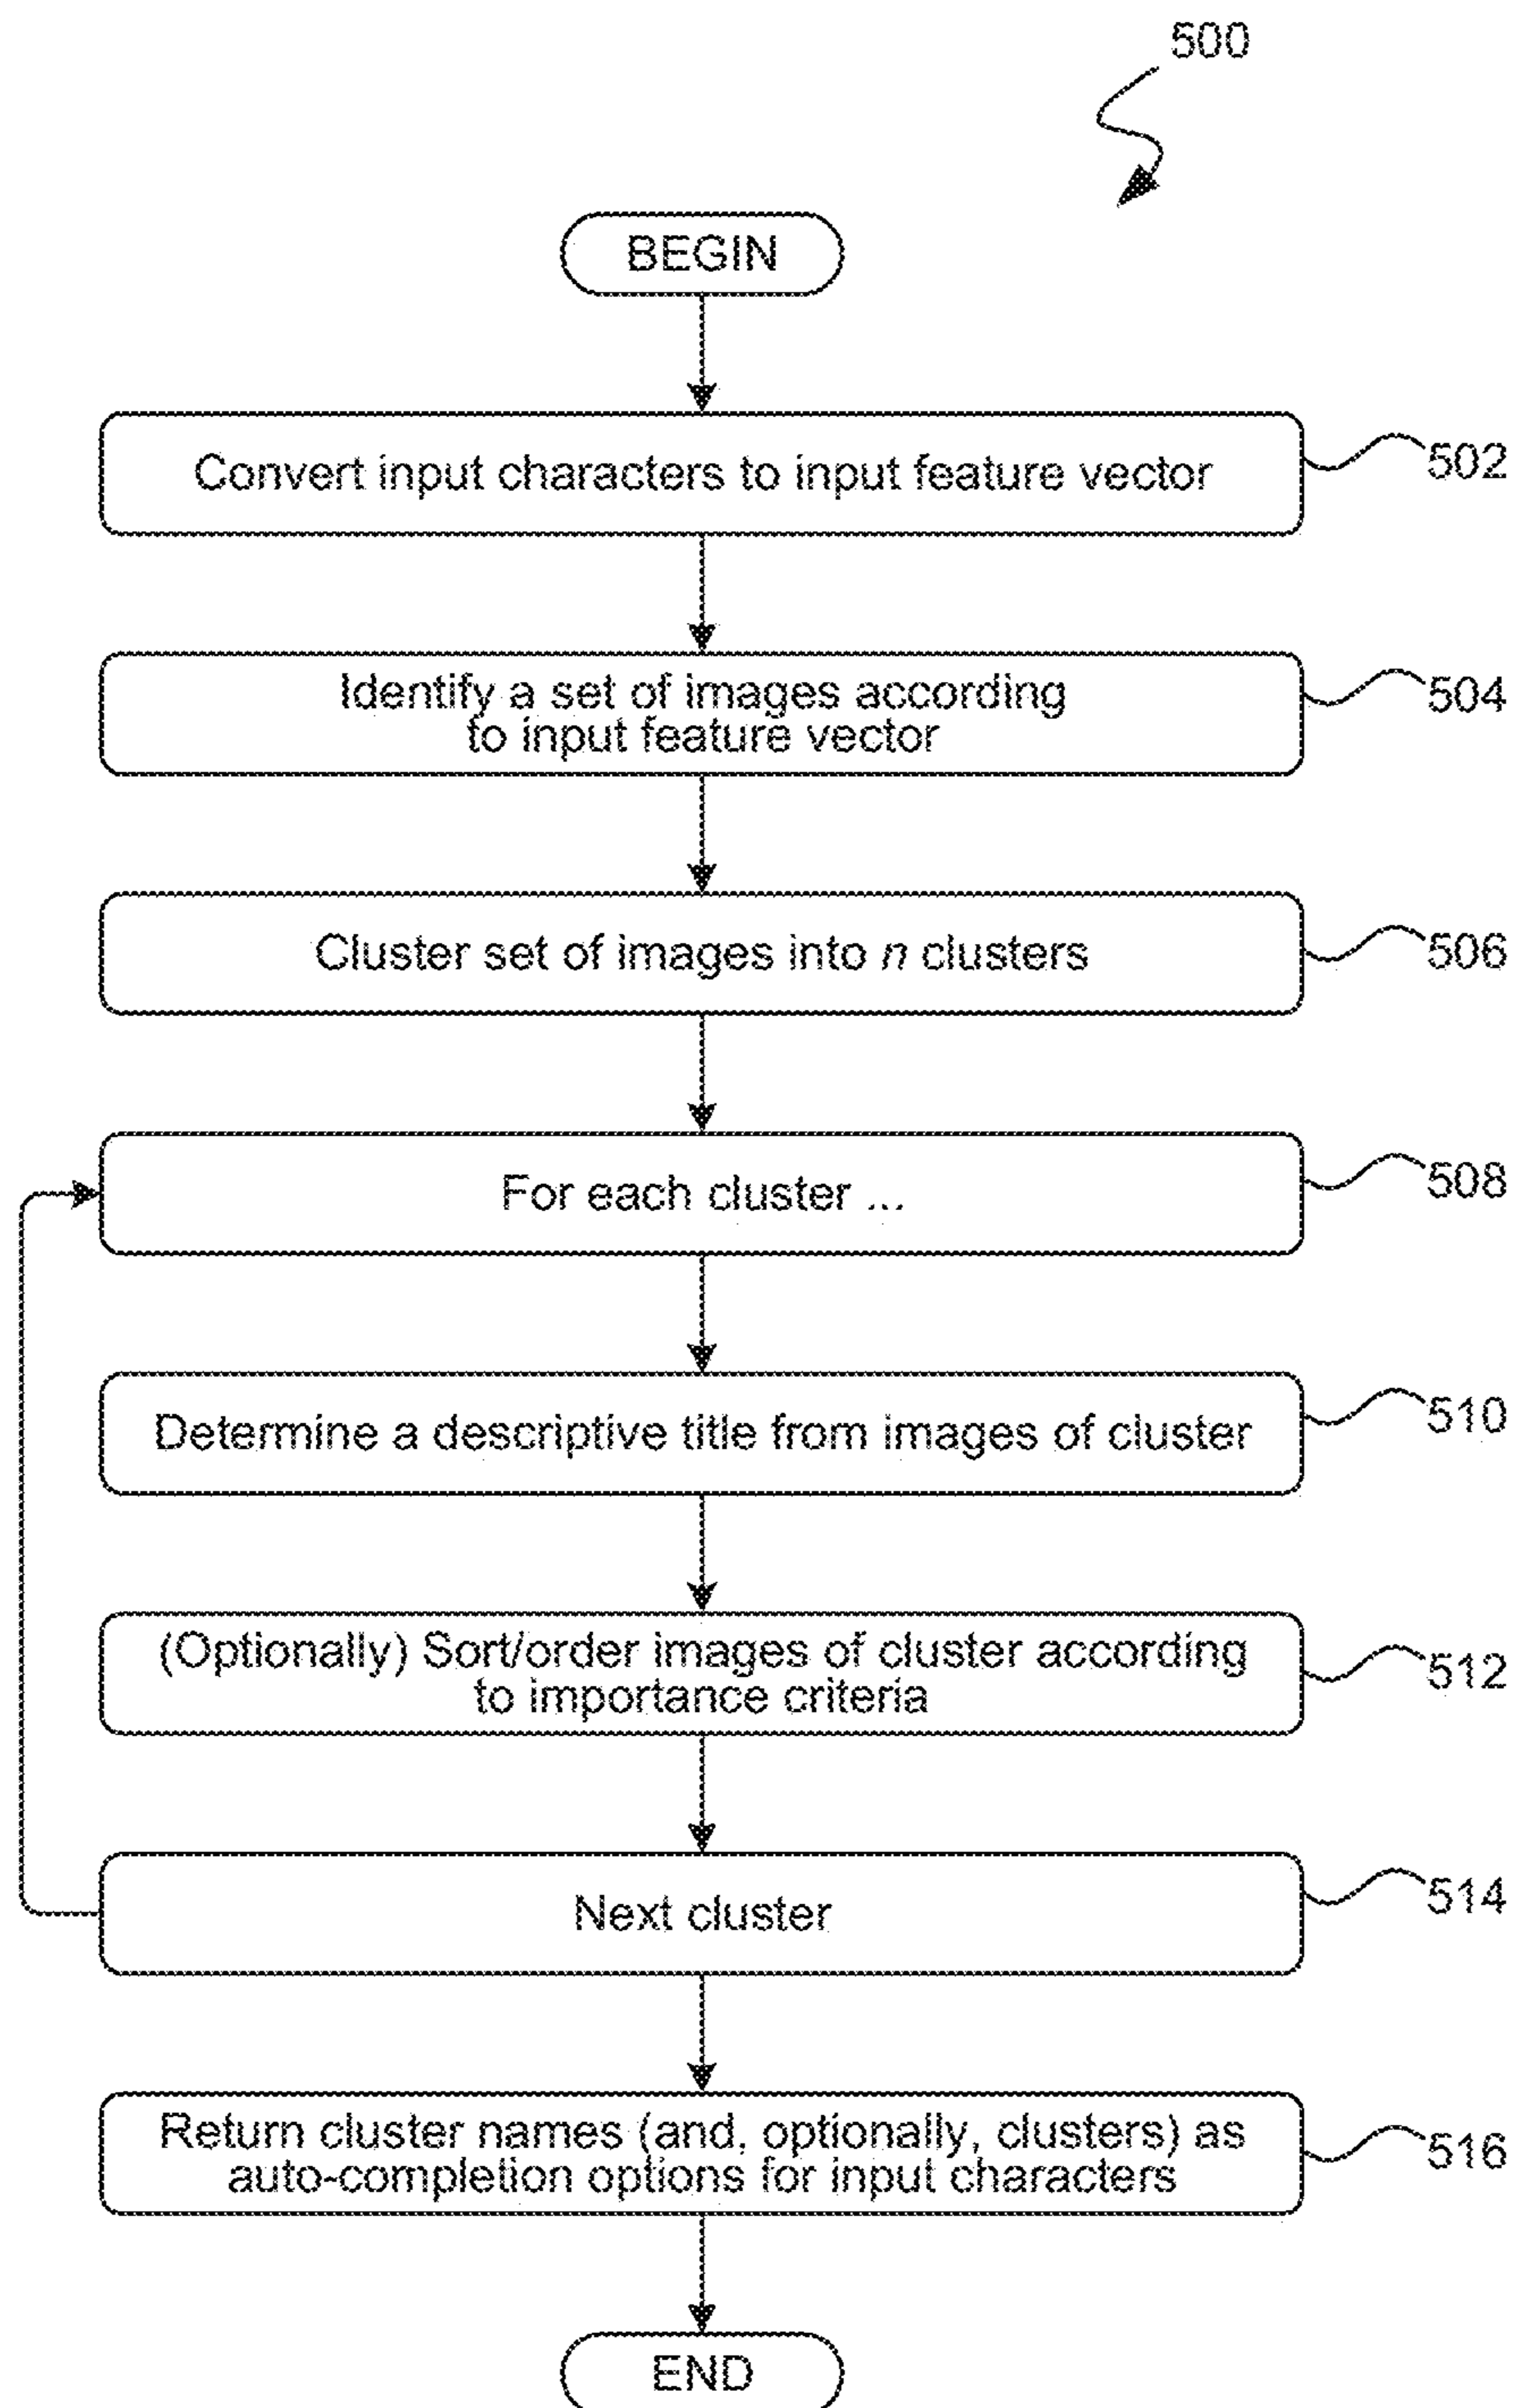 500
BEGIN
Convert input characters to input feature vector
502
Identify a set of images according
to input feature vector
504
Cluster set of images into n clusters
506
For each cluster ...
508
Determine a descriptive title from images of cluster
510
(Optionally) Sort/order images of cluster according
to importance criteria
512
Next cluster
514
Return cluster names (and, optionally, clusters) as
auto-completion options for input characters
516
END